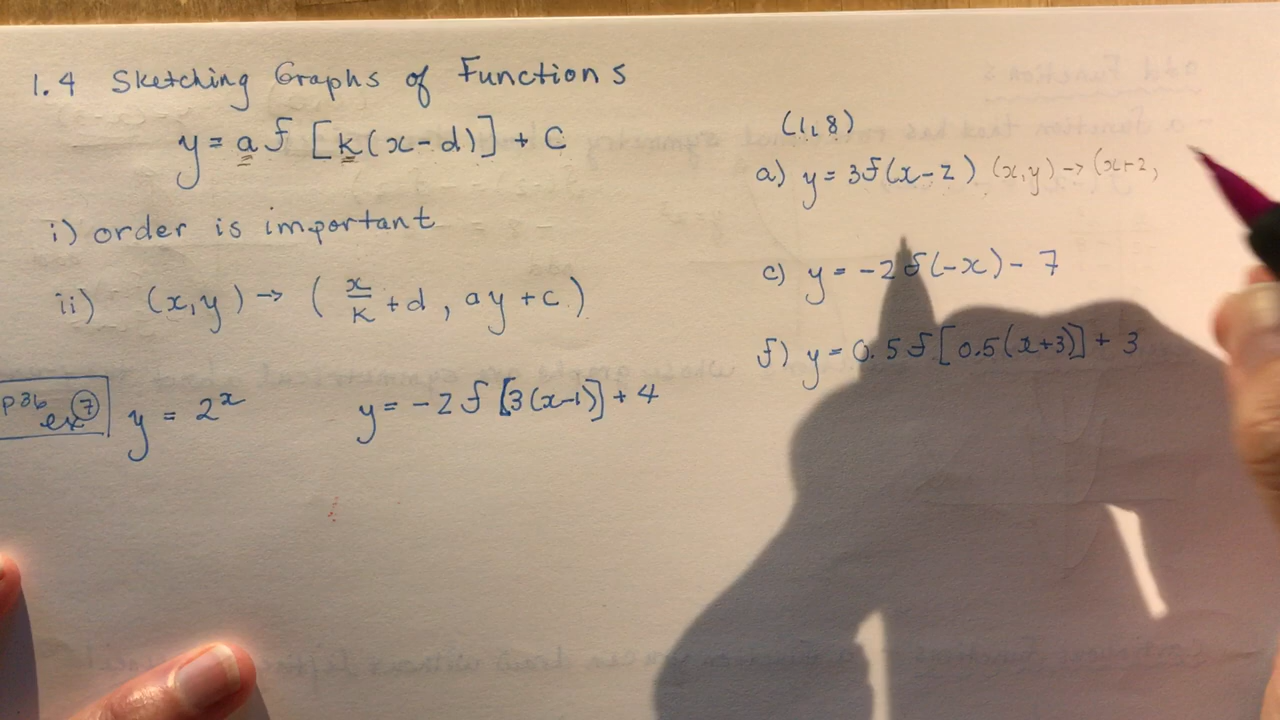 1.4 Sketching Graphs of Functions
y = a f [k(x-d)] + c
i) order is important
ii) (x,y) → (x/k + d, ay + c)
p36 ex 7
y = 2^x
y = -2f [3(x-1)] + 4
(1,8)
a) y = 3f(x-2) (x,y) → (x+2,
c) y = -2f(-x) - 7
f) y = 0.5f[0.5(x+3)] + 3